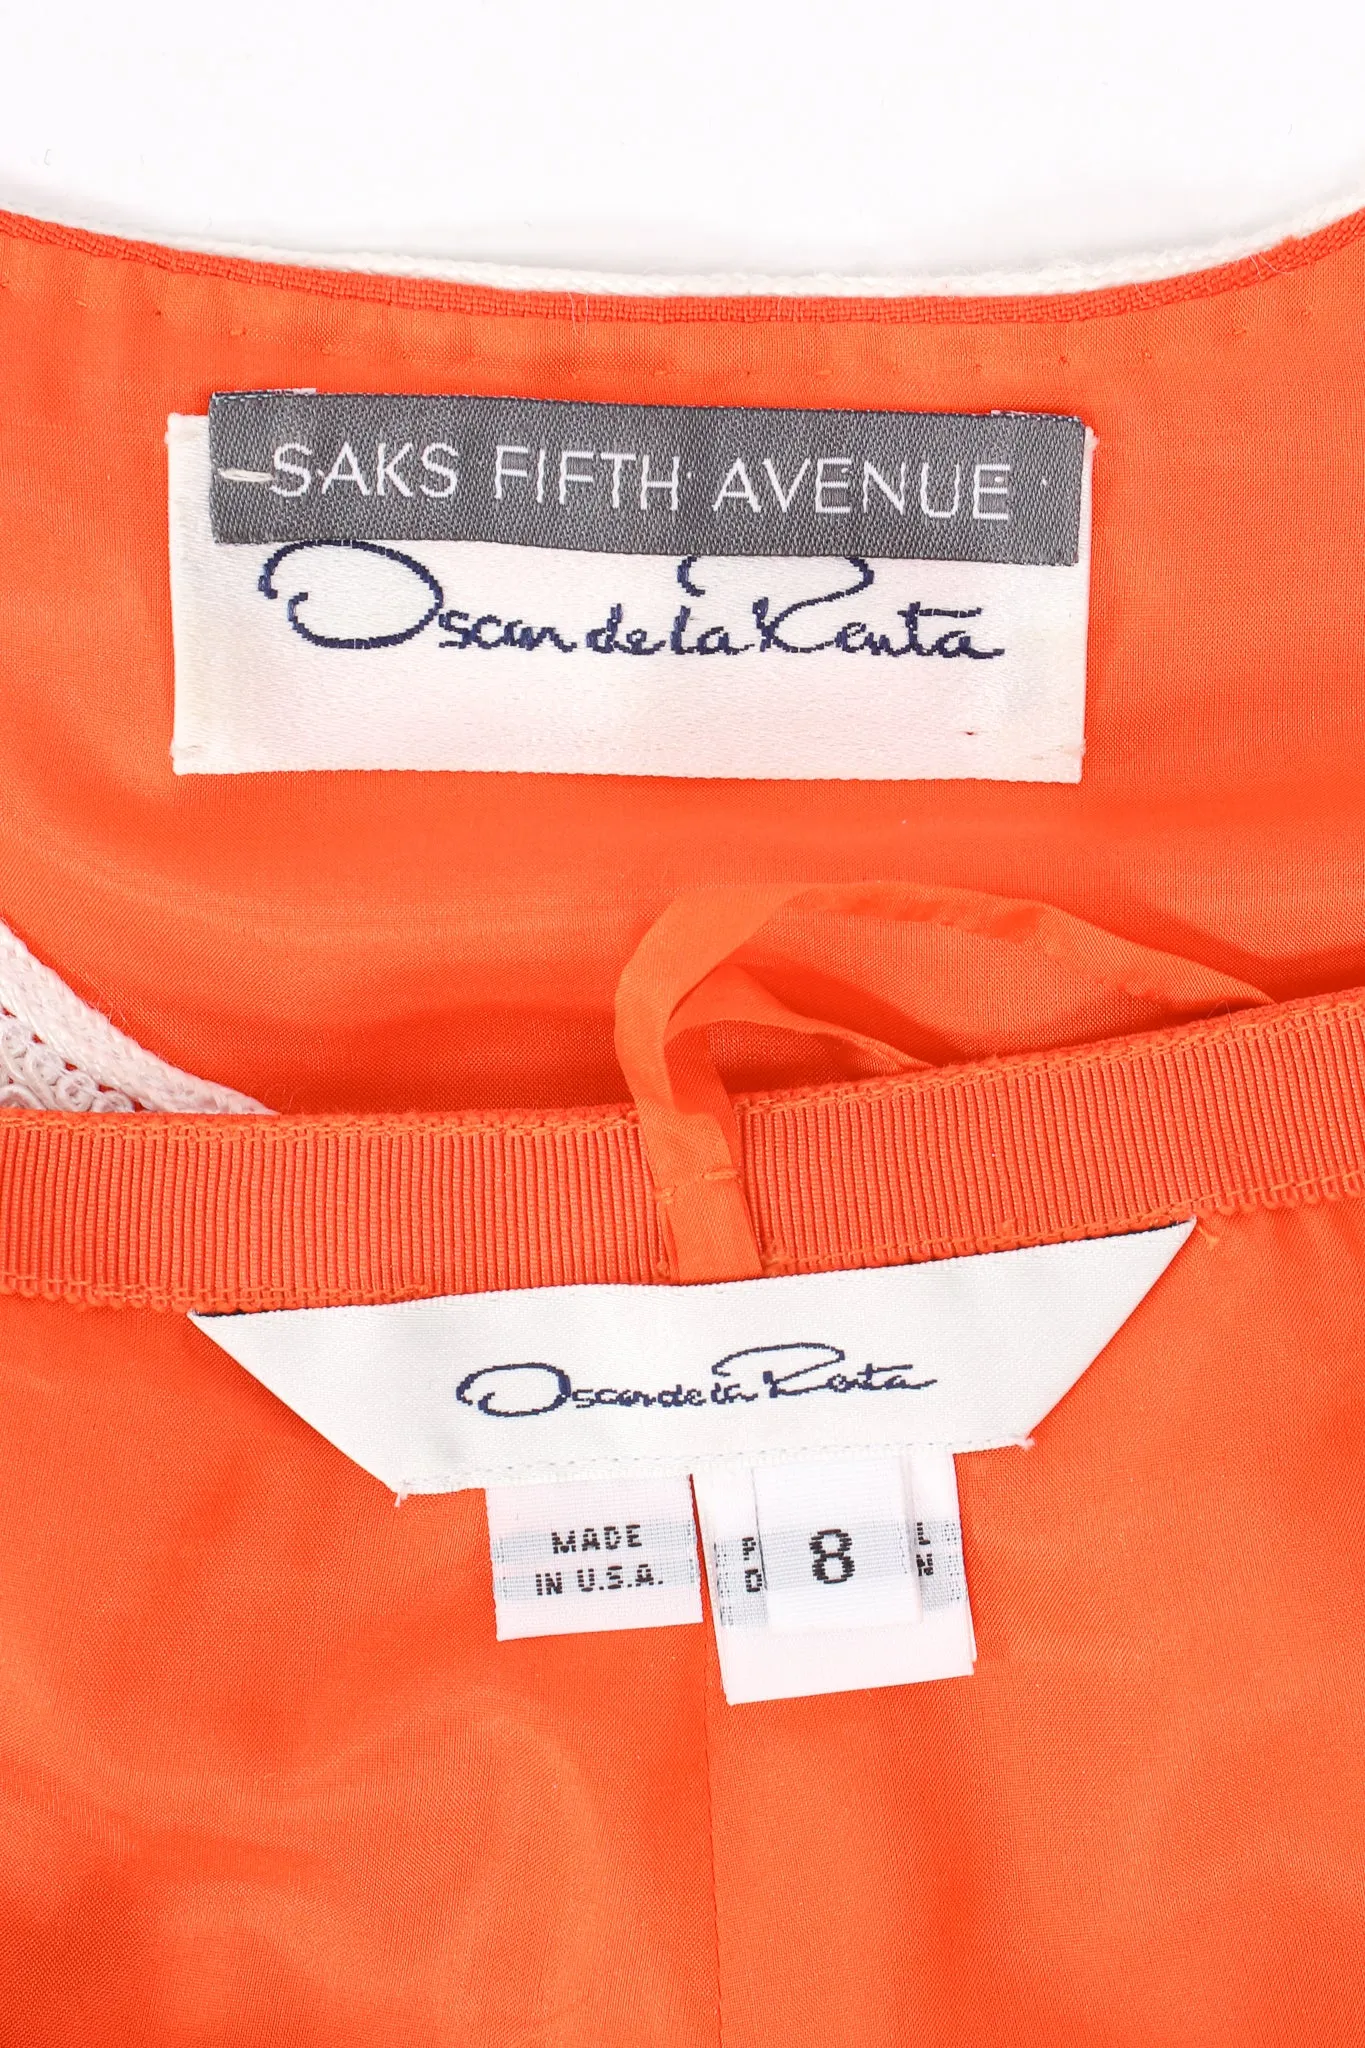 SAKS FIFTH AVENUE
Oscar de la Renta
Oscar de la Renta
MADE
IN U.S.A.
8